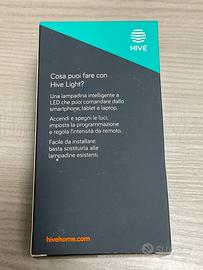 HIVE
Cosa puoi fare con
Hive Light?
Una lampadina intelligente a
LED che puoi comandare dallo
smartphone, tablet e laptop.
Accendi e spegni le luci,
imposta la programmazione
e regola l'intensità da remoto.
Facile da installare:
basta sostituirla alle
lampadine esistenti.
hivehome.com
subito